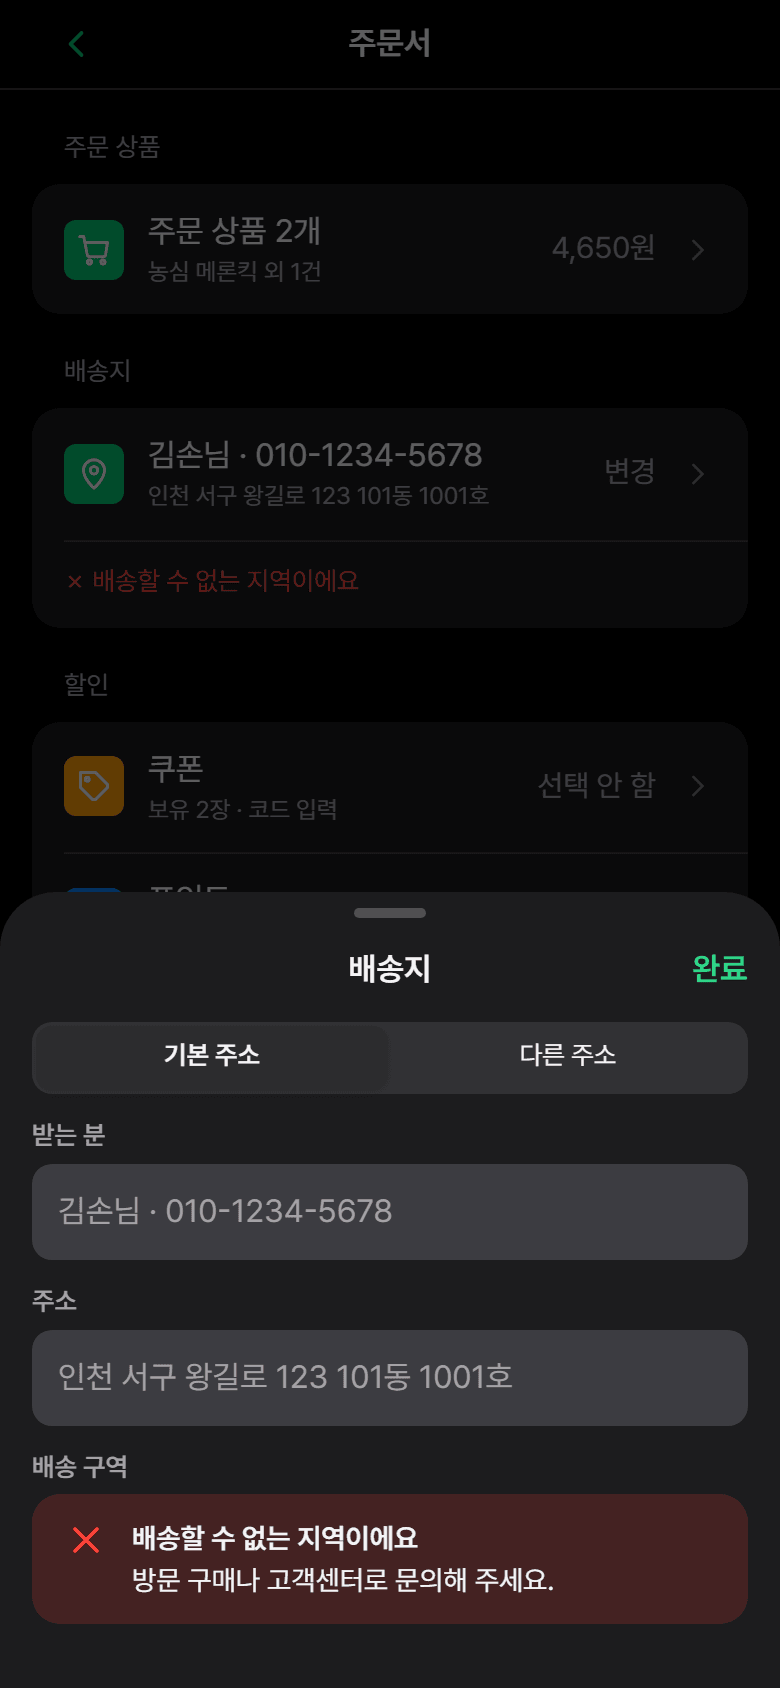 주문서
주문 상품
주문 상품 2개
농심 메론킥 외 1건
4,650원
배송지
김손님 · 010-1234-5678
인천 서구 왕길로 123 101동 1001호
변경
× 배송할 수 없는 지역이에요
할인
쿠폰
보유 2장 · 코드 입력
선택 안 함
배송지
완료
기본 주소
다른 주소
받는 분
김손님 · 010-1234-5678
주소
인천 서구 왕길로 123 101동 1001호
배송 구역
배송할 수 없는 지역이에요
방문 구매나 고객센터로 문의해 주세요.